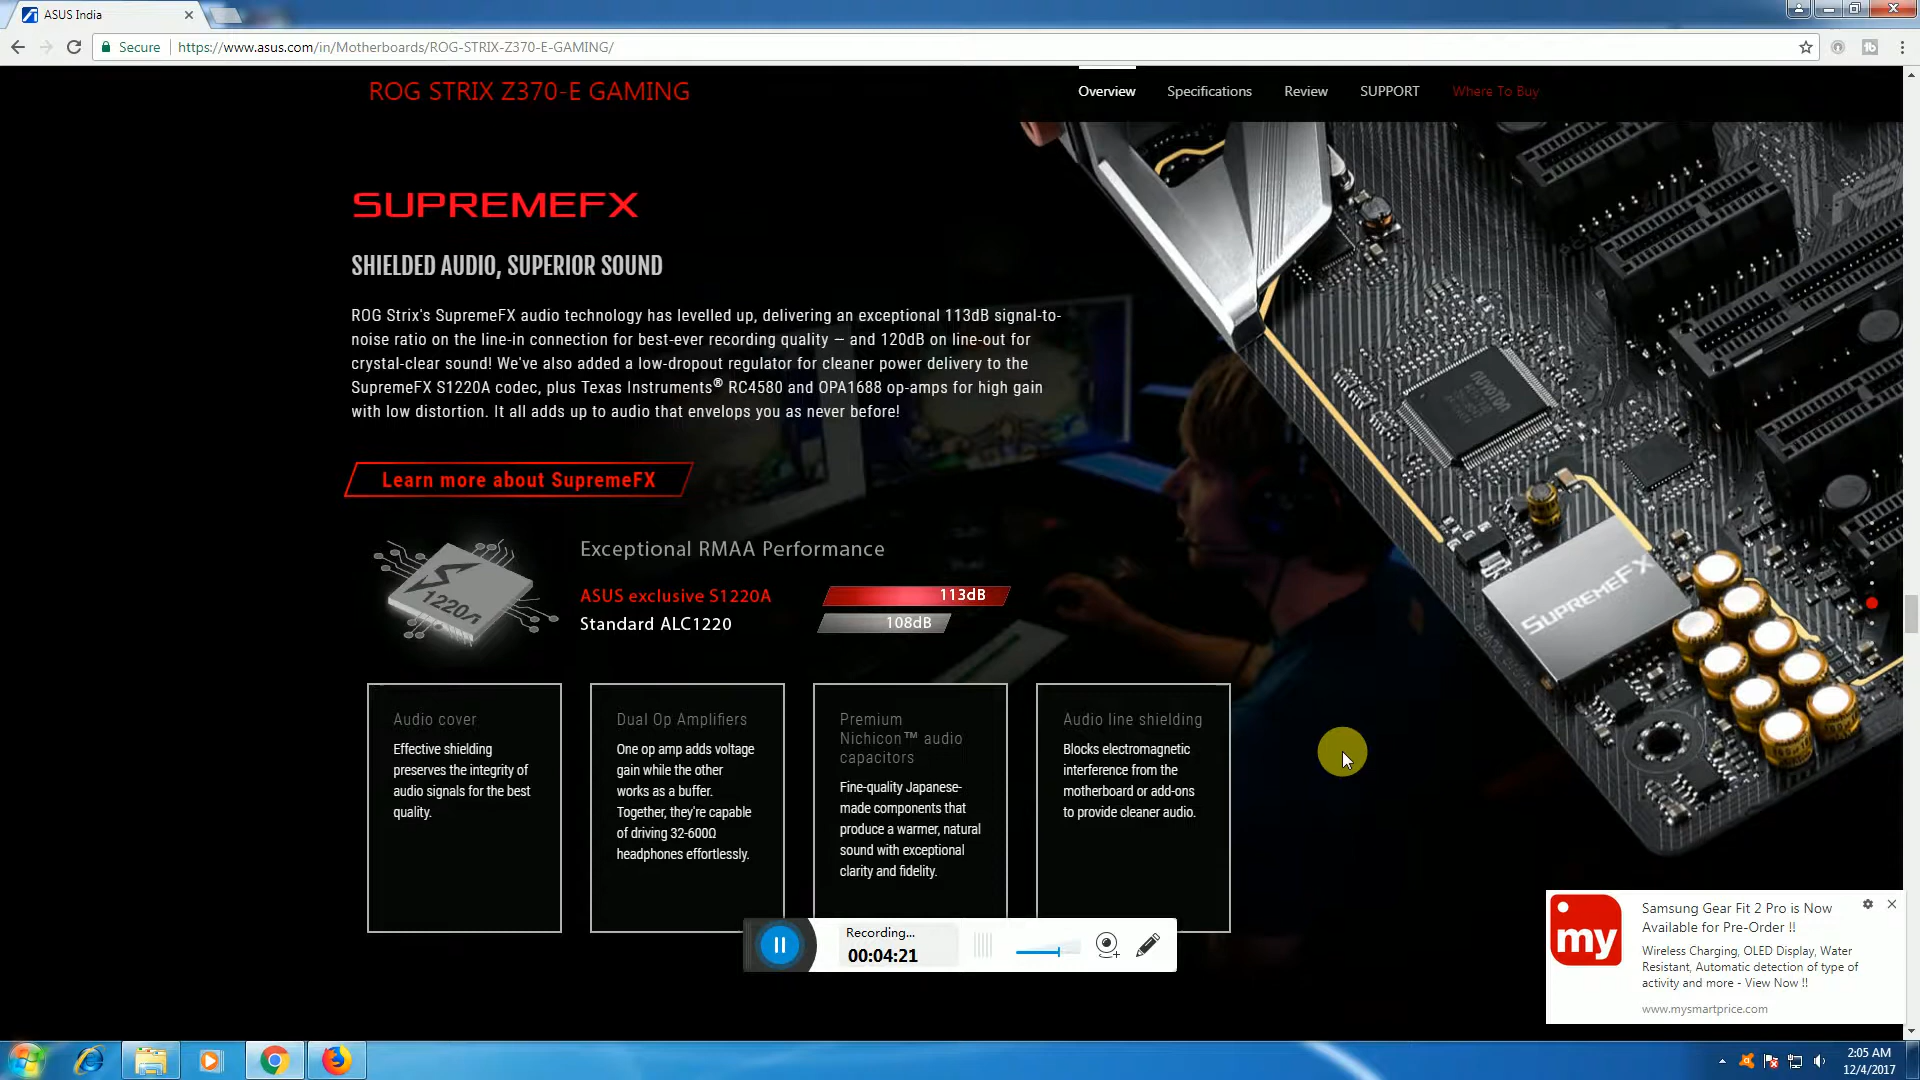 ASUS India
Secure
https://www.asus.com/in/Motherboards/ROG-STRIX-Z370-E-GAMING/
ROG STRIX Z370-E GAMING
Overview
Specifications
Review
SUPPORT
Where To Buy
SUPREMEFX
SHIELDED AUDIO, SUPERIOR SOUND
ROG Strix's SupremeFX audio technology has levelled up, delivering an exceptional 113dB signal-to-
noise ratio on the line-in connection for best-ever recording quality — and 120dB on line-out for
crystal-clear sound! We've also added a low-dropout regulator for cleaner power delivery to the
SupremeFX S1220A codec, plus Texas Instruments® RC4580 and OPA1688 op-amps for high gain
with low distortion. It all adds up to audio that envelops you as never before!
Learn more about SupremeFX
1220A
Exceptional RMAA Performance
ASUS exclusive S1220A
113dB
Standard ALC1220
108dB
nuvoTon
SUPREMEFX
Audio cover
Effective shielding
preserves the integrity of
audio signals for the best
quality.
Dual Op Amplifiers
One op amp adds voltage
gain while the other
works as a buffer.
Together, they're capable
of driving 32-600Ω
headphones effortlessly.
Premium
Nichicon™ audio
capacitors
Fine-quality Japanese-
made components that
produce a warmer, natural
sound with exceptional
clarity and fidelity.
Audio line shielding
Blocks electromagnetic
interference from the
motherboard or add-ons
to provide cleaner audio.
Recording...
00:04:21
my
Samsung Gear Fit 2 Pro is Now
Available for Pre-Order !!
Wireless Charging, OLED Display, Water
Resistant, Automatic detection of type of
activity and more - View Now !!
www.mysmartprice.com
2:05 AM
12/4/2017